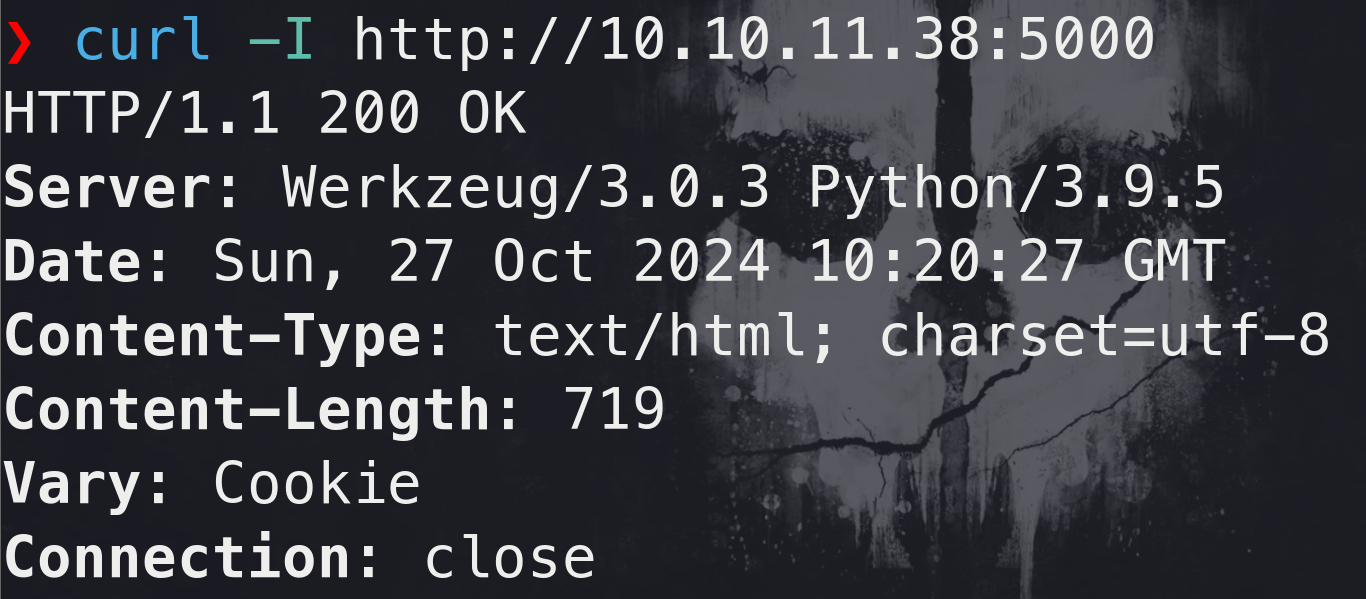 ❯ curl -I http://10.10.11.38:5000
HTTP/1.1 200 OK
Server: Werkzeug/3.0.3 Python/3.9.5
Date: Sun, 27 Oct 2024 10:20:27 GMT
Content-Type: text/html; charset=utf-8
Content-Length: 719
Vary: Cookie
Connection: close